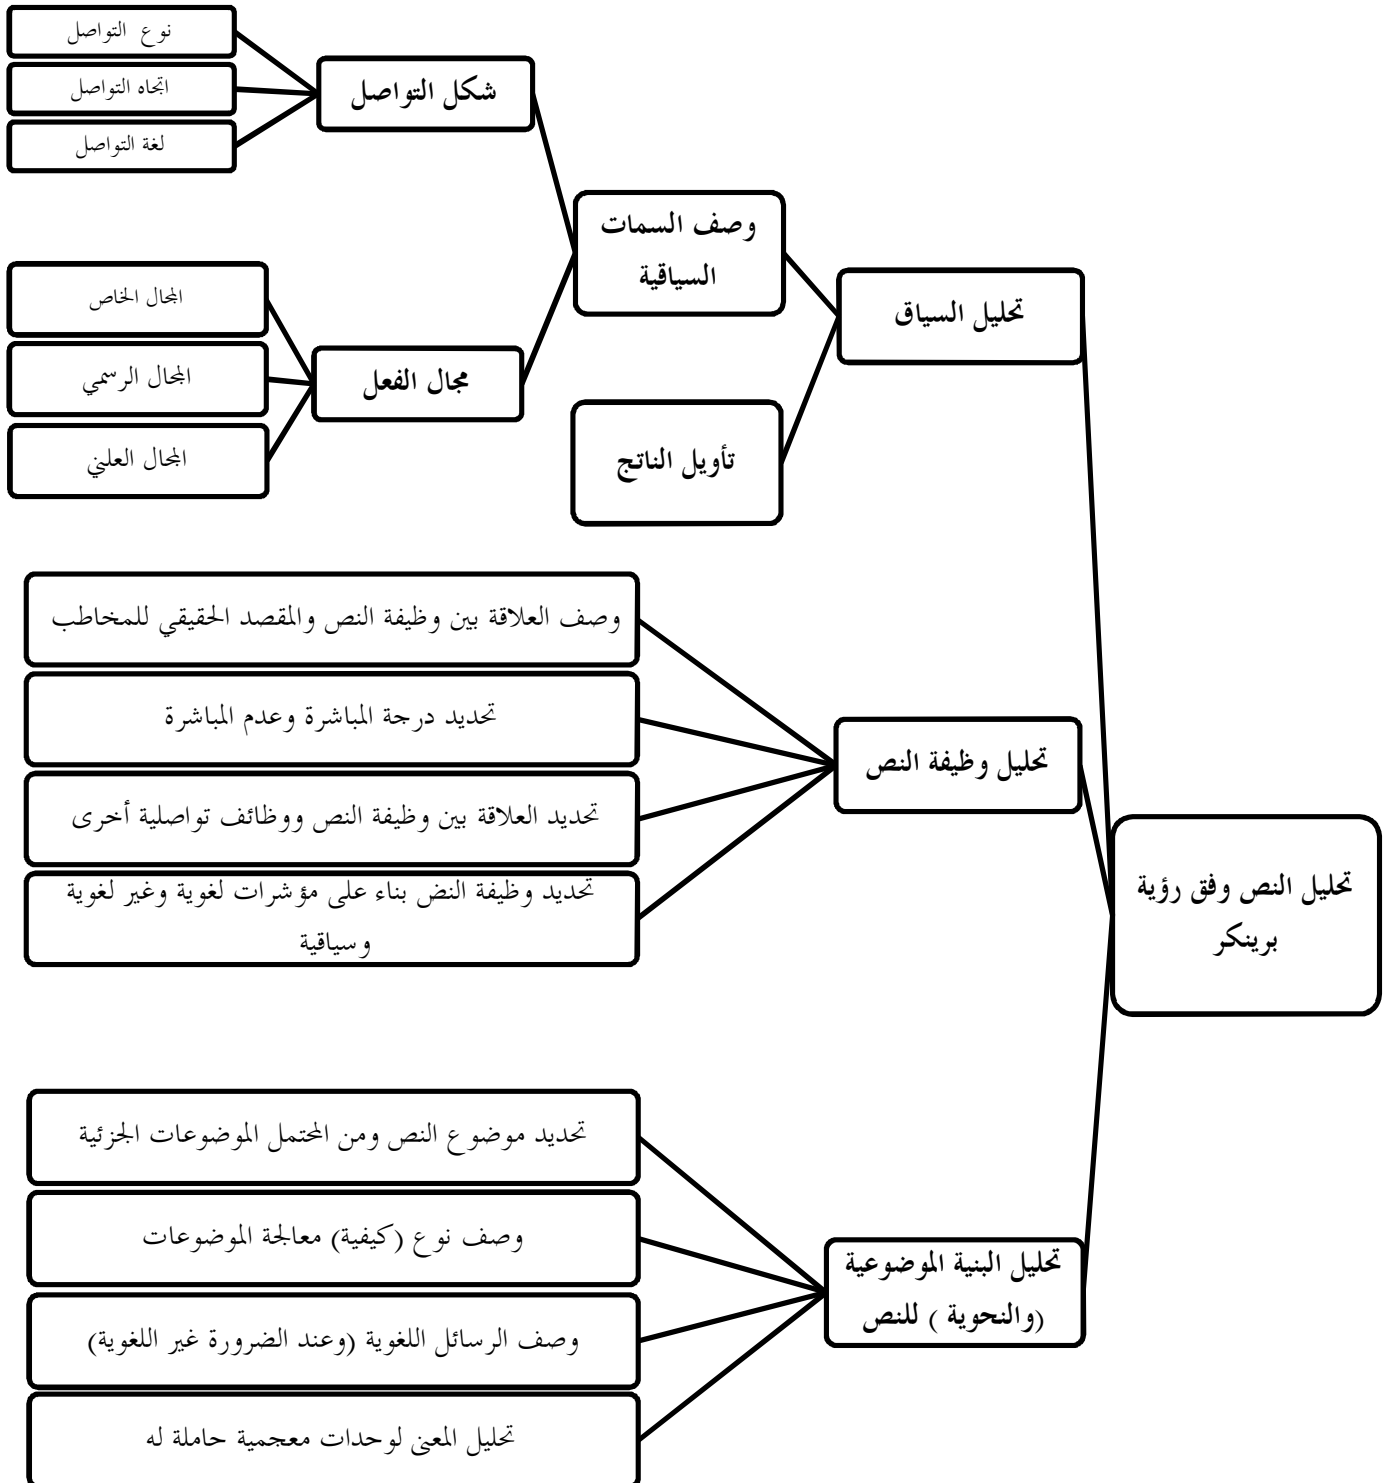 نوع التواصل
اتجاه التواصل
لغة التواصل
شكل التواصل
وصف السمات
السياقية
تحليل السياق
المجال الخاص
المجال الرسمي
المجال العلني
مجال الفعل
تأويل الناتج
وصف العلاقة بين وظيفة النص والمقصد الحقيقي للمخاطب
تحديد درجة المباشرة وعدم المباشرة
تحديد العلاقة بين وظيفة النص ووظائف تواصلية أخرى
تحديد وظيفة النض بناء على مؤشرات لغوية وغير لغوية
وسياقية
تحليل وظيفة النص
تحليل النص وفق رؤية
برينكر
تحديد موضوع النص ومن المحتمل الموضوعات الجزئية
وصف نوع (كيفية) معالجة الموضوعات
وصف الرسائل اللغوية (وعند الضرورة غير اللغوية)
تحليل المعنى لوحدات معجمية حاملة له
تحليل البنية الموضوعية
(والنحوية ) للنص